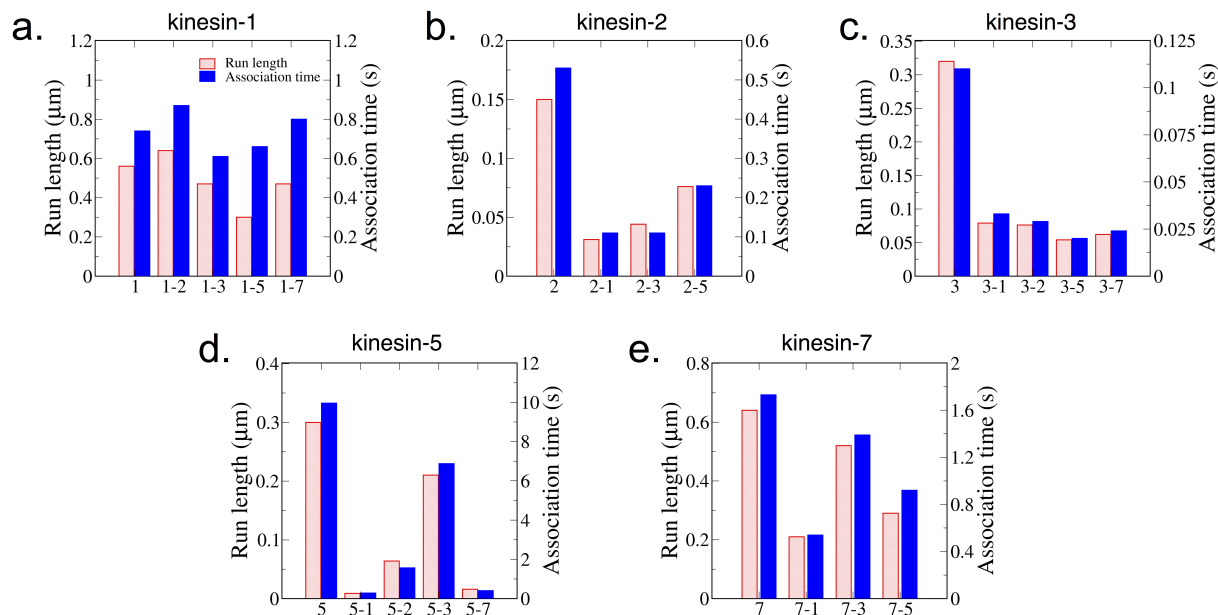 a.
kinesin-1
1.2
1
0.8
0.6
0.4
0.2
0
Run length (µm)
Run length
Association time
1.2
1
0.8
0.6
0.4
0.2
0
Association time (s)
1 1-2 1-3 1-5 1-7
b.
kinesin-2
0.2
0.15
0.1
0.05
0
Run length (µm)
0.6
0.5
0.4
0.3
0.2
0.1
0
Association time (s)
2 2-1 2-3 2-5
c.
kinesin-3
0.35
0.3
0.25
0.2
0.15
0.1
0.05
0
Run length (µm)
0.125
0.1
0.075
0.05
0.025
0
Association time (s)
3 3-1 3-2 3-5 3-7
d.
kinesin-5
0.4
0.3
0.2
0.1
0
Run length (µm)
12
10
8
6
4
2
0
Association time (s)
5 5-1 5-2 5-3 5-7
e.
kinesin-7
0.8
0.6
0.4
0.2
0
Run length (µm)
2
1.6
1.2
0.8
0.4
0
Association time (s)
7 7-1 7-3 7-5